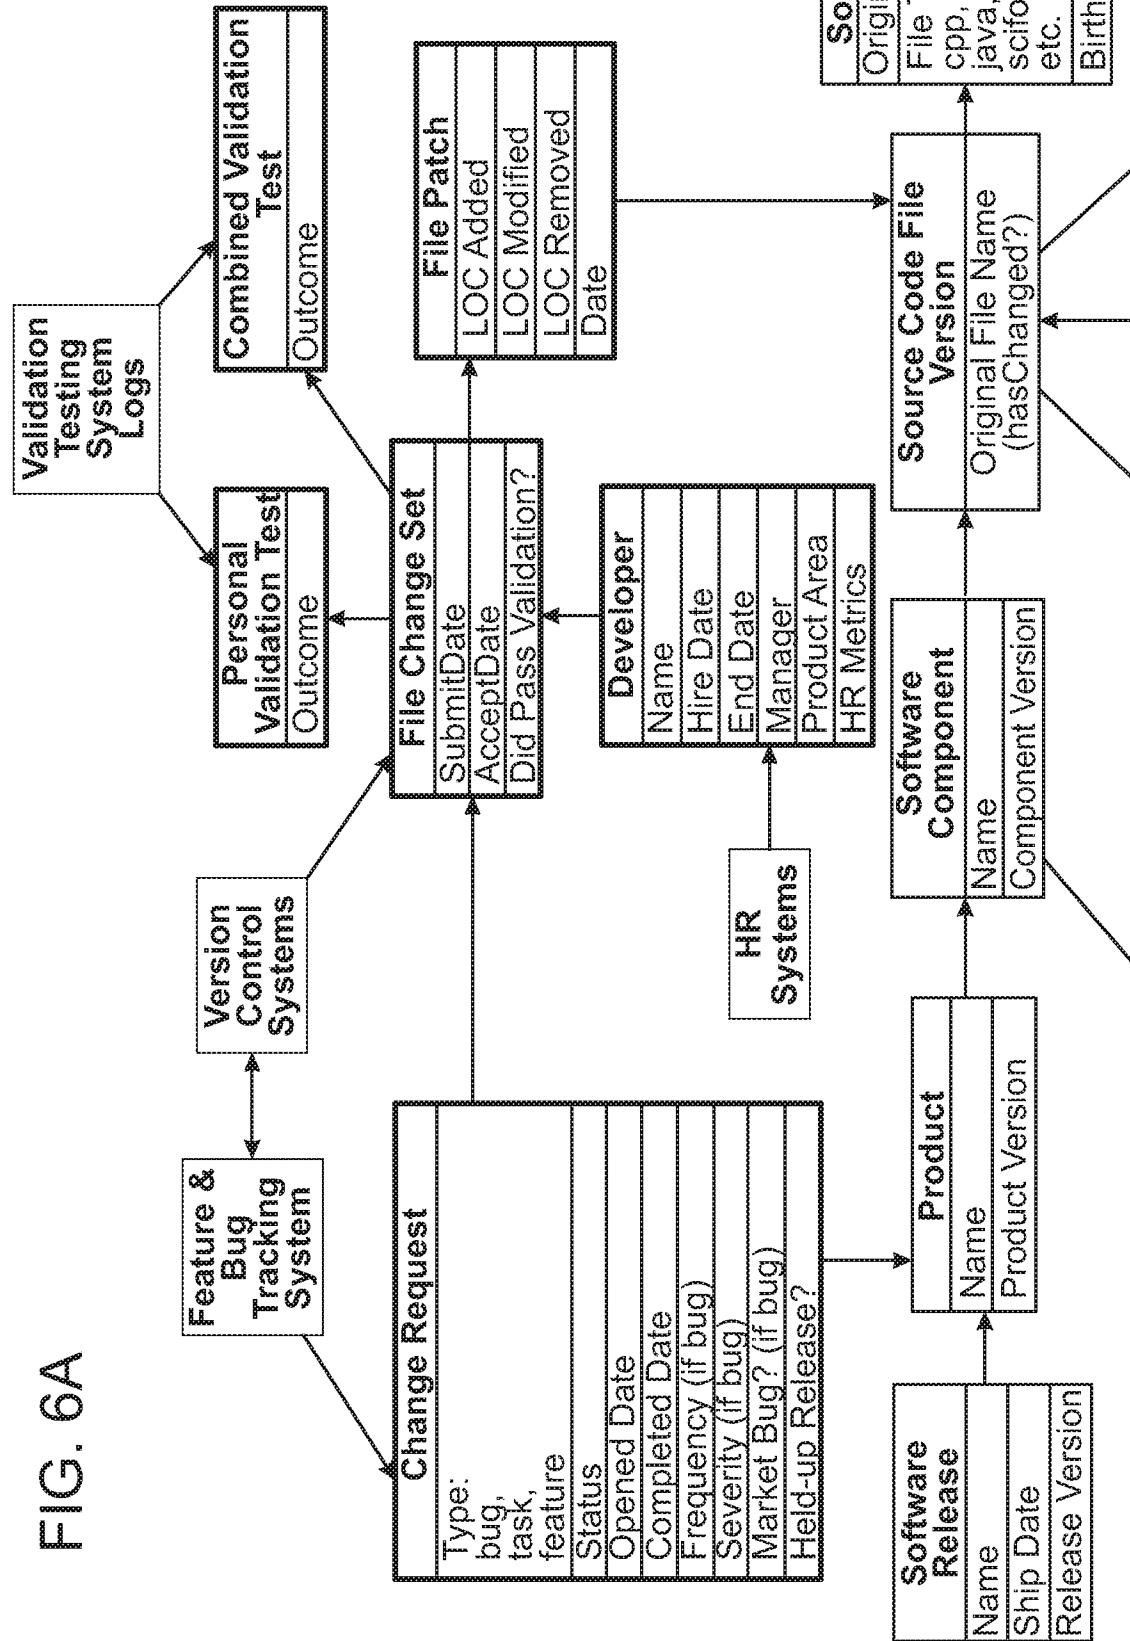 FIG. 6A
Feature &
Bug
Tracking
System
Version
Control
Systems
Validation
Testing
System
Logs
Personal
Validation Test
Outcome
Combined Validation
Test
Outcome
Change Request
Type:
bug,
task,
feature
Status
Opened Date
Completed Date
Frequency (if bug)
Severity (if bug)
Market Bug? (if bug)
Held-up Release?
File Change Set
SubmitDate
AcceptDate
Did Pass Validation?
File Patch
LOC Added
LOC Modified
LOC Removed
Date
HR
Systems
Developer
Name
Hire Date
End Date
Manager
Product Area
HR Metrics
Software
Release
Name
Ship Date
Release Version
Product
Name
Product Version
Software
Component
Name
Component Version
Source Code File
Version
Original File Name
(hasChanged?)
So
Origi
File
cpp,
java,
scifo
etc.
Birth